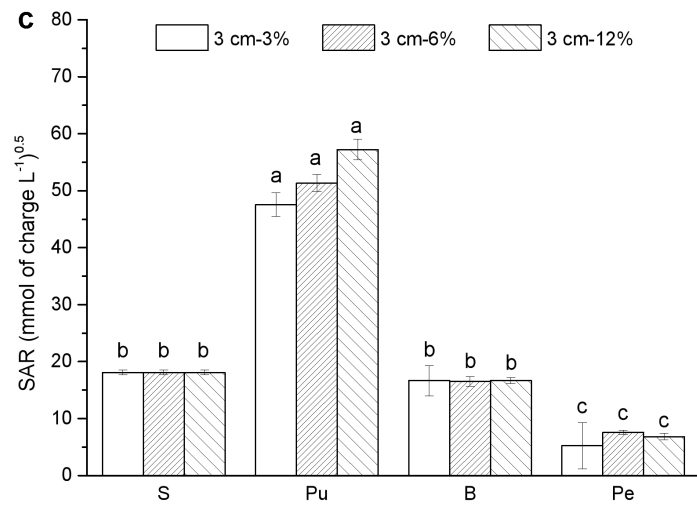 c
3 cm-3% 3 cm-6% 3 cm-12%
80
70
60
50
40
30
20
10
0
SAR (mmol of charge L⁻¹)⁰·⁵
b b b
a a a
b b b
c c c
S Pu B Pe